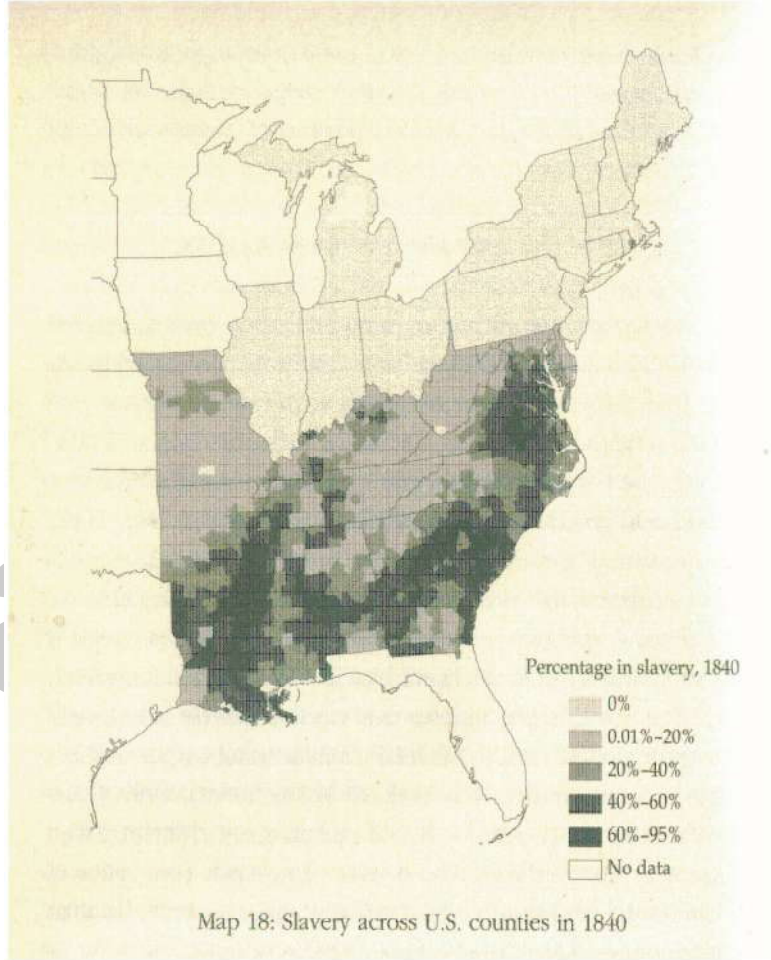 Percentage in slavery, 1840
0%
0.01%–20%
20%–40%
40%–60%
60%–95%
No data
Map 18: Slavery across U.S. counties in 1840